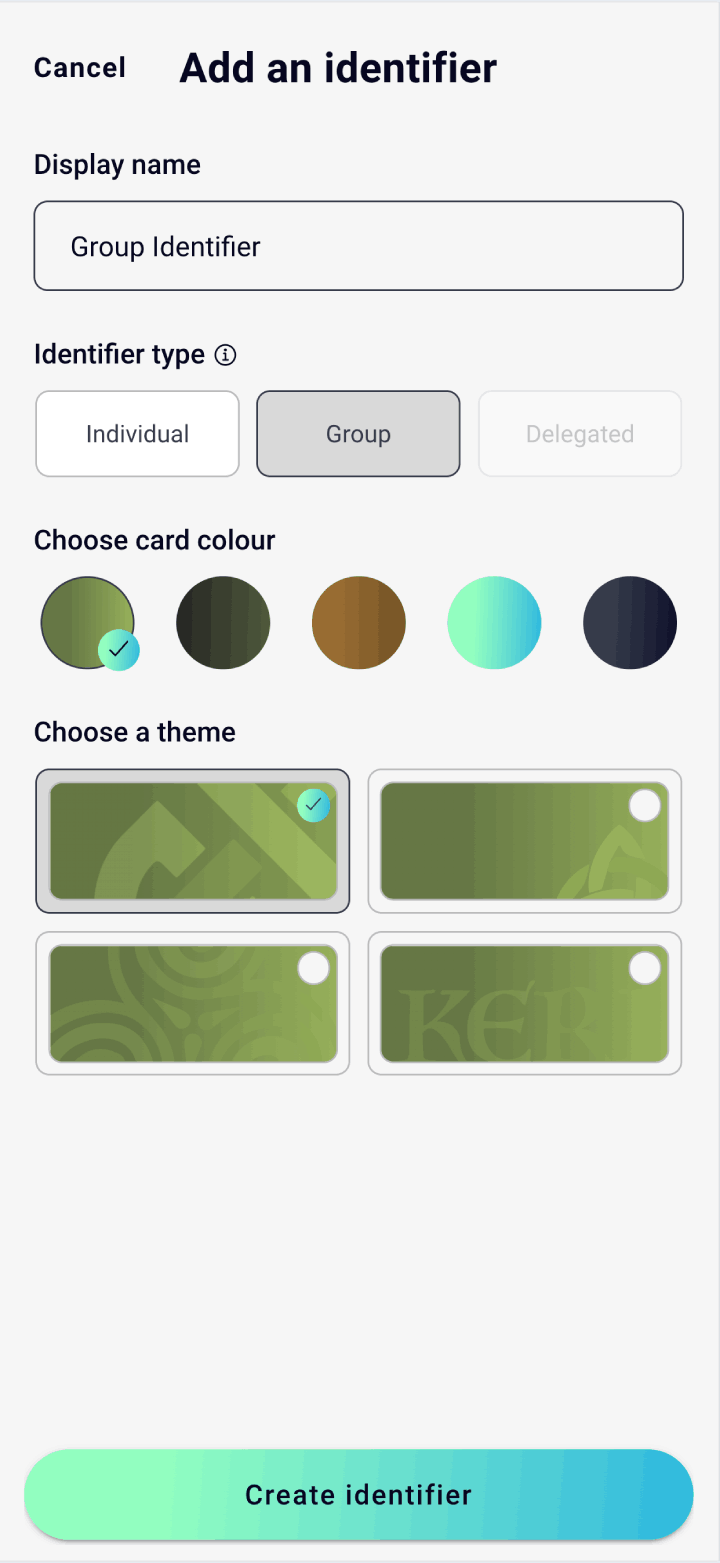 Cancel Add an identifier
Display name
Group Identifier
Identifier type
Individual Group Delegated
Choose card colour
Choose a theme
KERI
Create identifier